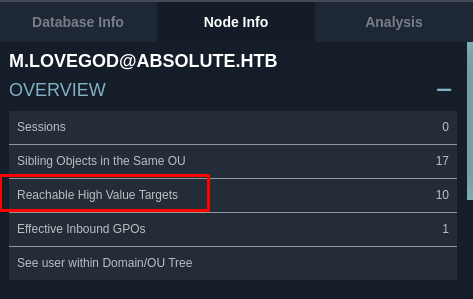 Database Info Node Info Analysis
M.LOVEGOD@ABSOLUTE.HTB
OVERVIEW
Sessions 0
Sibling Objects in the Same OU 17
Reachable High Value Targets 10
Effective Inbound GPOs 1
See user within Domain/OU Tree